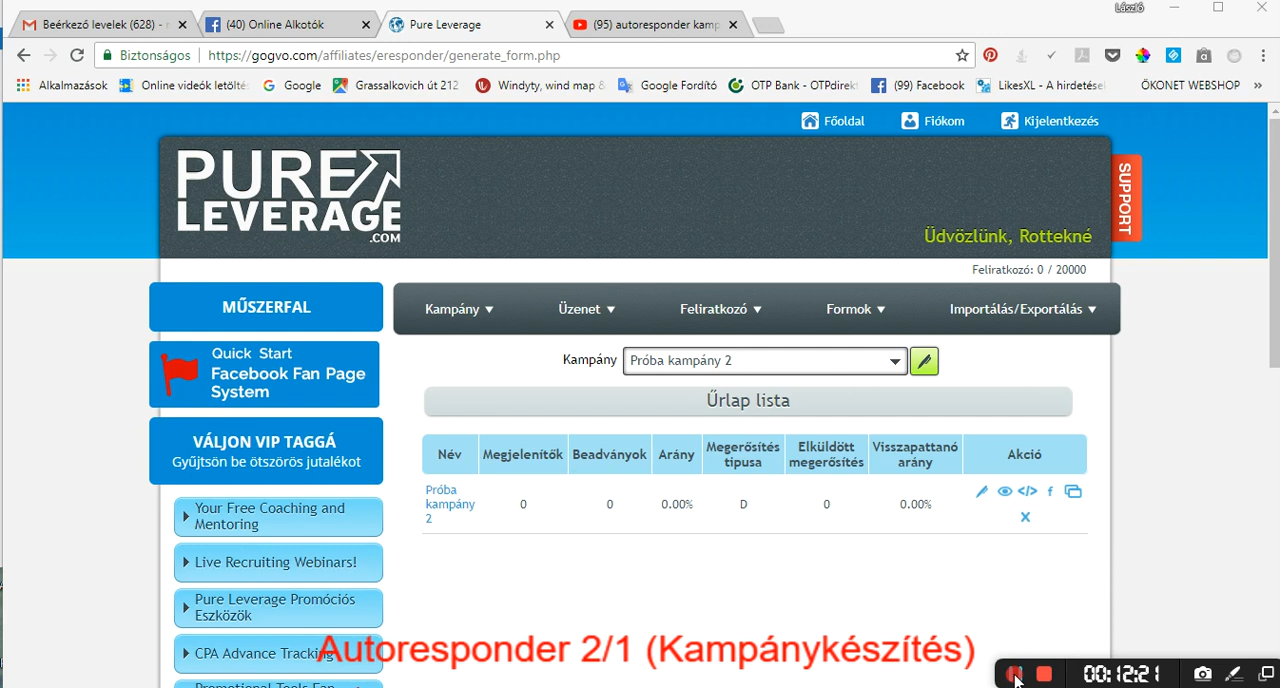 László
Beérkező levelek (628) -
(40) Online Alkotók
Pure Leverage
(95) autoresponder kamp
Biztonságos
https://gogvo.com/affiliates/eresponder/generate_form.php
Alkalmazások
Online videók letölté
Google
Grassalkovich út 212
Windyty, wind map &
Google Fordító
OTP Bank - OTPdirekt
(99) Facebook
LikesXL - A hirdetése
ÖKONET WEBSHOP
»
Főoldal
Fiókom
Kijelentkezés
PURE
LEVERAGE
.COM
SUPPORT
Üdvözlünk, Rottekné
Feliratkozó: 0 / 20000
MŰSZERFAL
Kampány ▼
Üzenet ▼
Feliratkozó ▼
Formok ▼
Importálás/Exportálás ▼
Quick Start
Facebook Fan Page
System
Kampány
Próba kampány 2
Űrlap lista
VÁLJON VIP TAGGÁ
Gyűjtsön be ötszörös jutalékot
Név
Megjelenítők
Beadványok
Arány
Megerősítés
tipusa
Elküldött
megerősítés
Visszapattanó
arány
Akció
Próba
kampány
2
0
0
0.00%
D
0
0.00%
</>
f
X
Your Free Coaching and
Mentoring
Live Recruiting Webinars!
Pure Leverage Promóciós
Eszközök
CPA Advance Tracking
Promotional Tools Fan
Autoresponder 2/1 (Kampánykészítés)
00:12:21